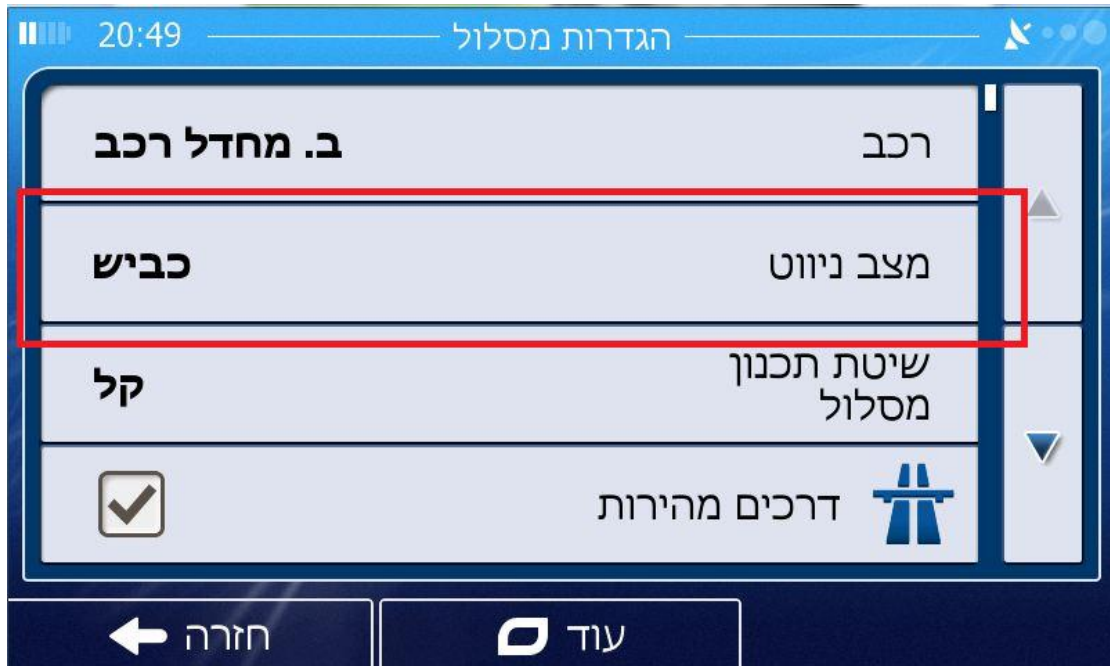 20:49 הגדרות מסלול
רכב ב. מחדל רכב
מצב ניווט כביש
שיטת תכנון
מסלול
קל
דרכים מהירות
עוד חזרה